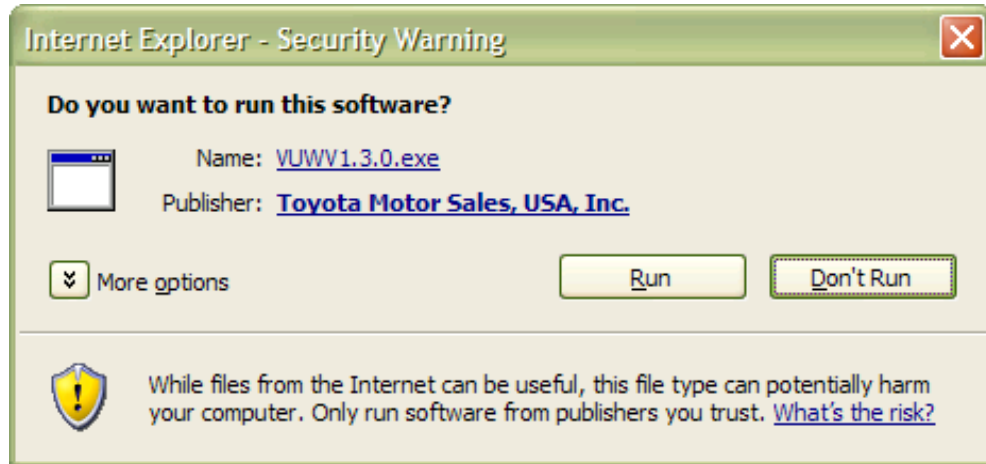 Internet Explorer - Security Warning
Do you want to run this software?
Name: VUWV1.3.0.exe
Publisher: Toyota Motor Sales, USA, Inc.
More options
Run
Don't Run
While files from the Internet can be useful, this file type can potentially harm
your computer. Only run software from publishers you trust. What's the risk?